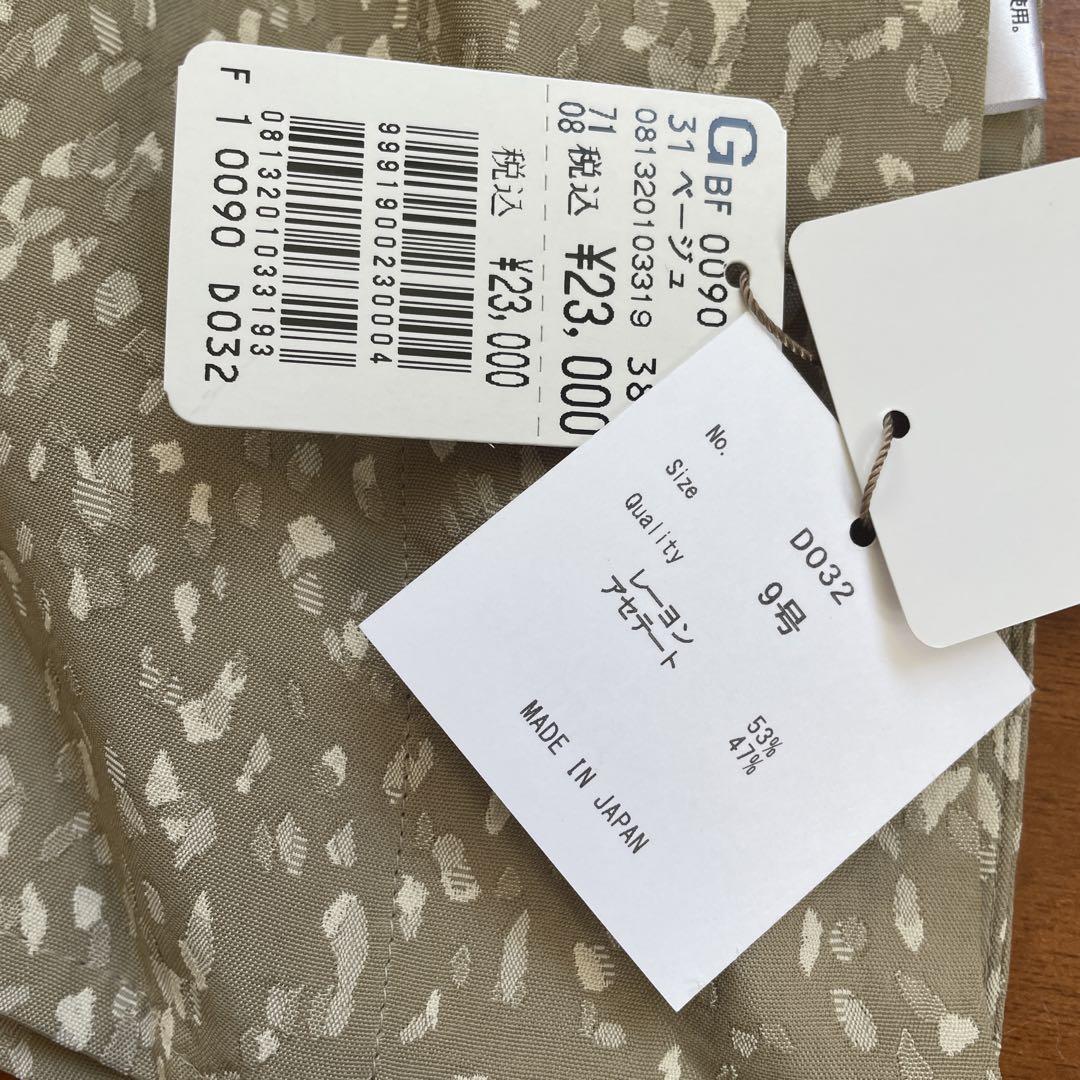 G BF 0090
31 ベージュ
081320103319 38
71
08 税込 ¥23,000
税込 ¥23,000
9991900230004
0813201033193
F 1 0090 D032
No. D032
Size 9号
Quality
レーヨン 53%
アセテート 47%
MADE IN JAPAN
使用。